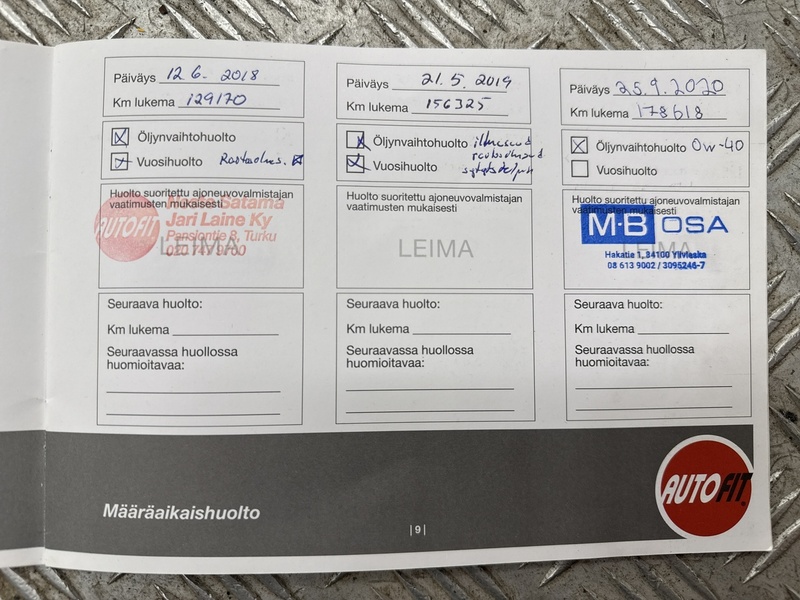 Päiväys 12.6. 2018
Km lukema 129170
Öljynvaihtohuolto
Vuosihuolto
Huolto suoritettu ajoneuvovalmistajan
vaatimusten mukaisesti
AUTOFIT
Satama
Jari Laine Ky
Pansiontie 8, Turku
LEIMA
Seuraava huolto:
Km lukema
Seuraavassa huollossa
huomioitavaa:
Päiväys 21.5. 2019
Km lukema 156325
Öljynvaihtohuolto
Vuosihuolto
Huolto suoritettu ajoneuvovalmistajan
vaatimusten mukaisesti
LEIMA
Seuraava huolto:
Km lukema
Seuraavassa huollossa
huomioitavaa:
Päiväys 25.9.2020
Km lukema 178618
Öljynvaihtohuolto 0w-40
Vuosihuolto
Huolto suoritettu ajoneuvovalmistajan
vaatimusten mukaisesti
M-B OSA
LEIMA
Hakatie 1, 84100 Ylivieska
08 613 9002 / 3095246-7
Seuraava huolto:
Km lukema
Seuraavassa huollossa
huomioitavaa:
Määräaikaishuolto
|9|
AUTOFIT